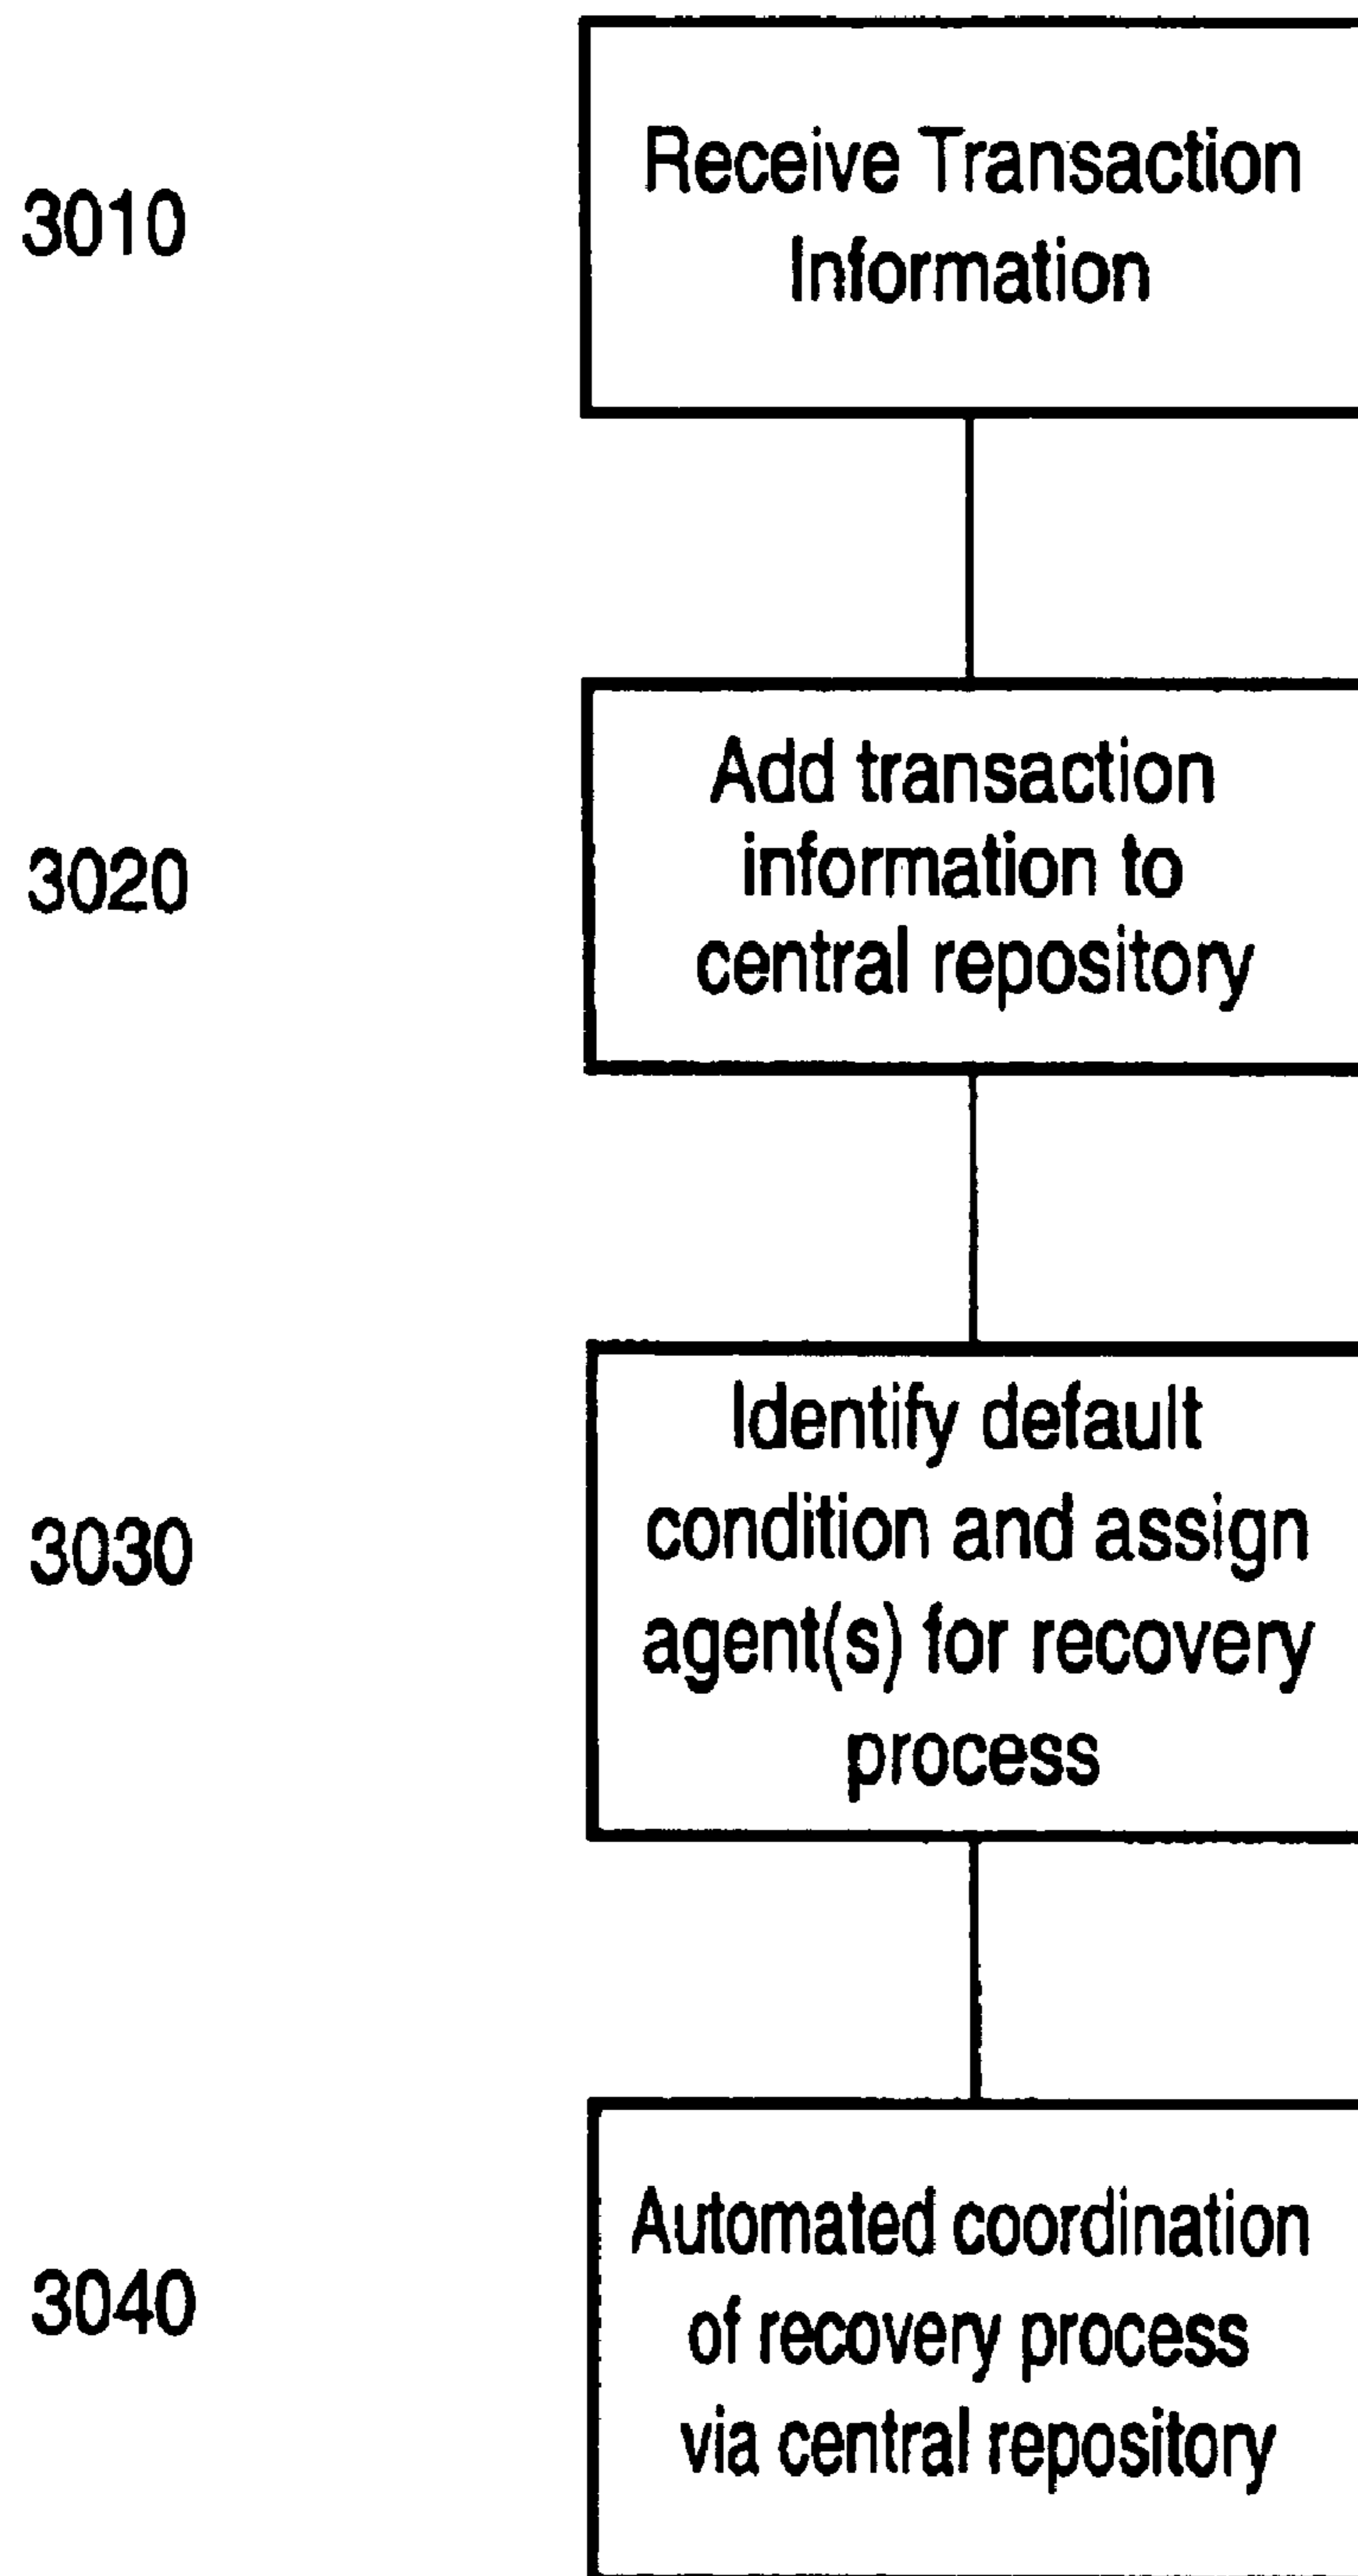 3010
Receive Transaction
Information
3020
Add transaction
information to
central repository
3030
Identify default
condition and assign
agent(s) for recovery
process
3040
Automated coordination
of recovery process
via central repository